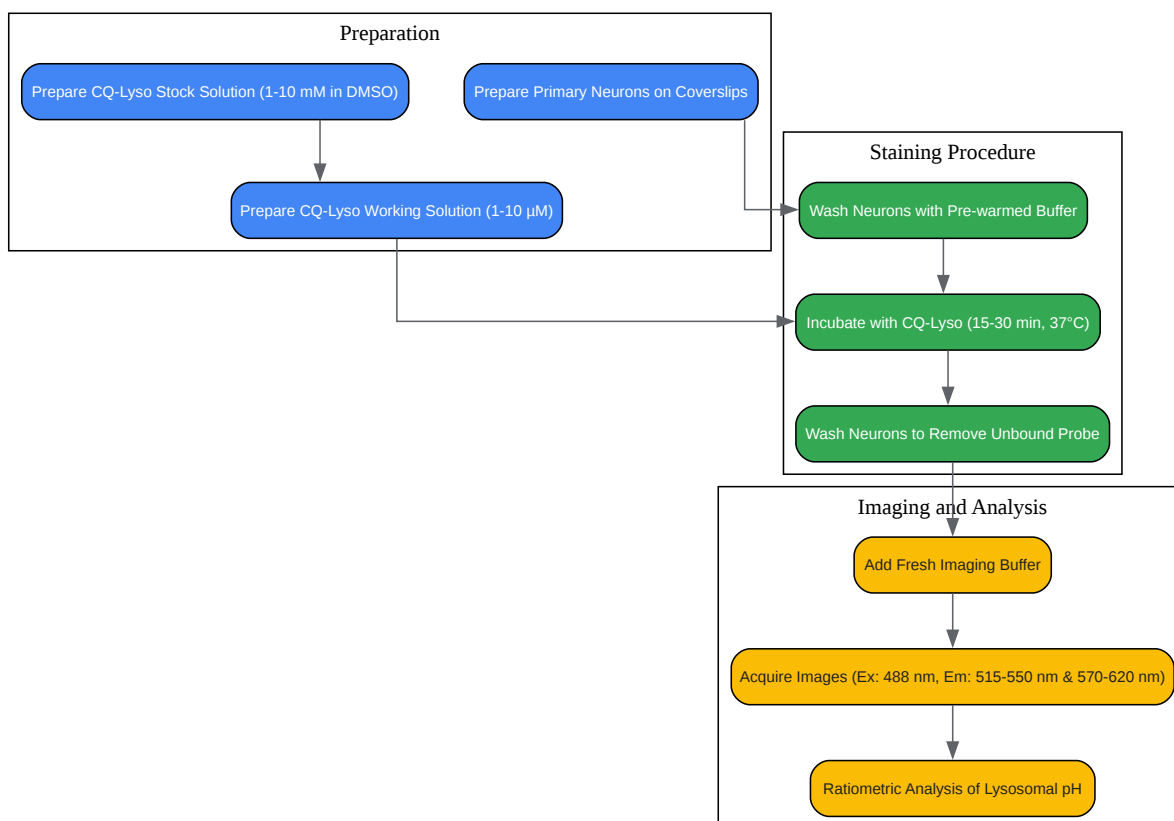 Preparation
Prepare CQ-Lyso Stock Solution (1-10 mM in DMSO)
Prepare Primary Neurons on Coverslips
Prepare CQ-Lyso Working Solution (1-10 µM)
Staining Procedure
Wash Neurons with Pre-warmed Buffer
Incubate with CQ-Lyso (15-30 min, 37°C)
Wash Neurons to Remove Unbound Probe
Imaging and Analysis
Add Fresh Imaging Buffer
Acquire Images (Ex: 488 nm, Em: 515-550 nm & 570-620 nm)
Ratiometric Analysis of Lysosomal pH